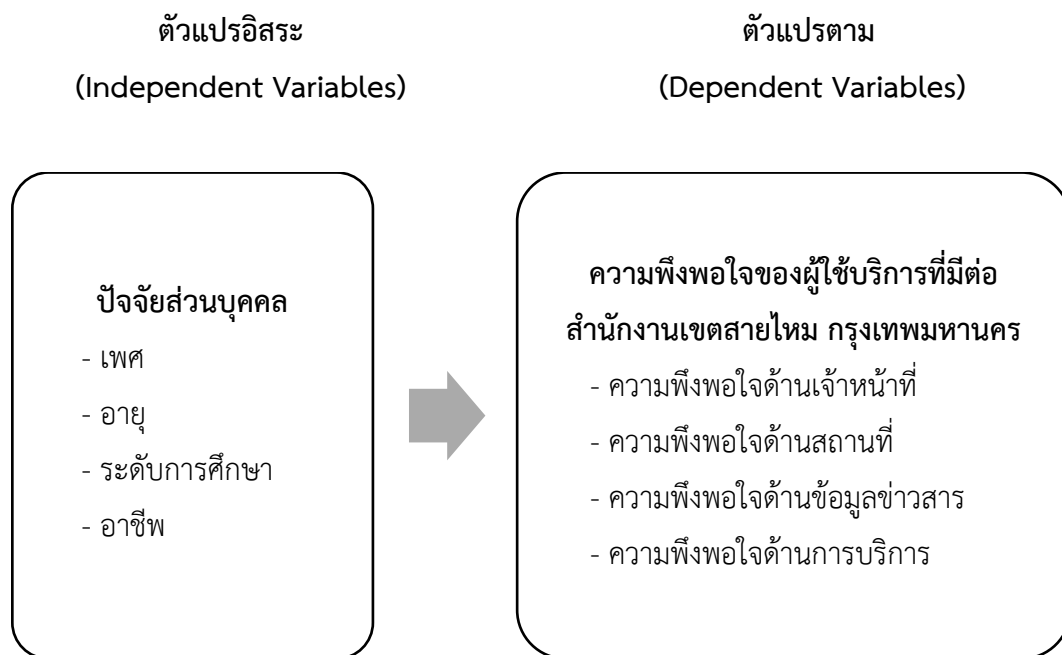 ตัวแปรอิสระ
(Independent Variables)
ตัวแปรตาม
(Dependent Variables)
ปัจจัยส่วนบุคคล
- เพศ
- อายุ
- ระดับการศึกษา
- อาชีพ
ความพึงพอใจของผู้ใช้บริการที่มีต่อ
สำนักงานเขตสายไหม กรุงเทพมหานคร
- ความพึงพอใจด้านเจ้าหน้าที่
- ความพึงพอใจด้านสถานที่
- ความพึงพอใจด้านข้อมูลข่าวสาร
- ความพึงพอใจด้านการบริการ